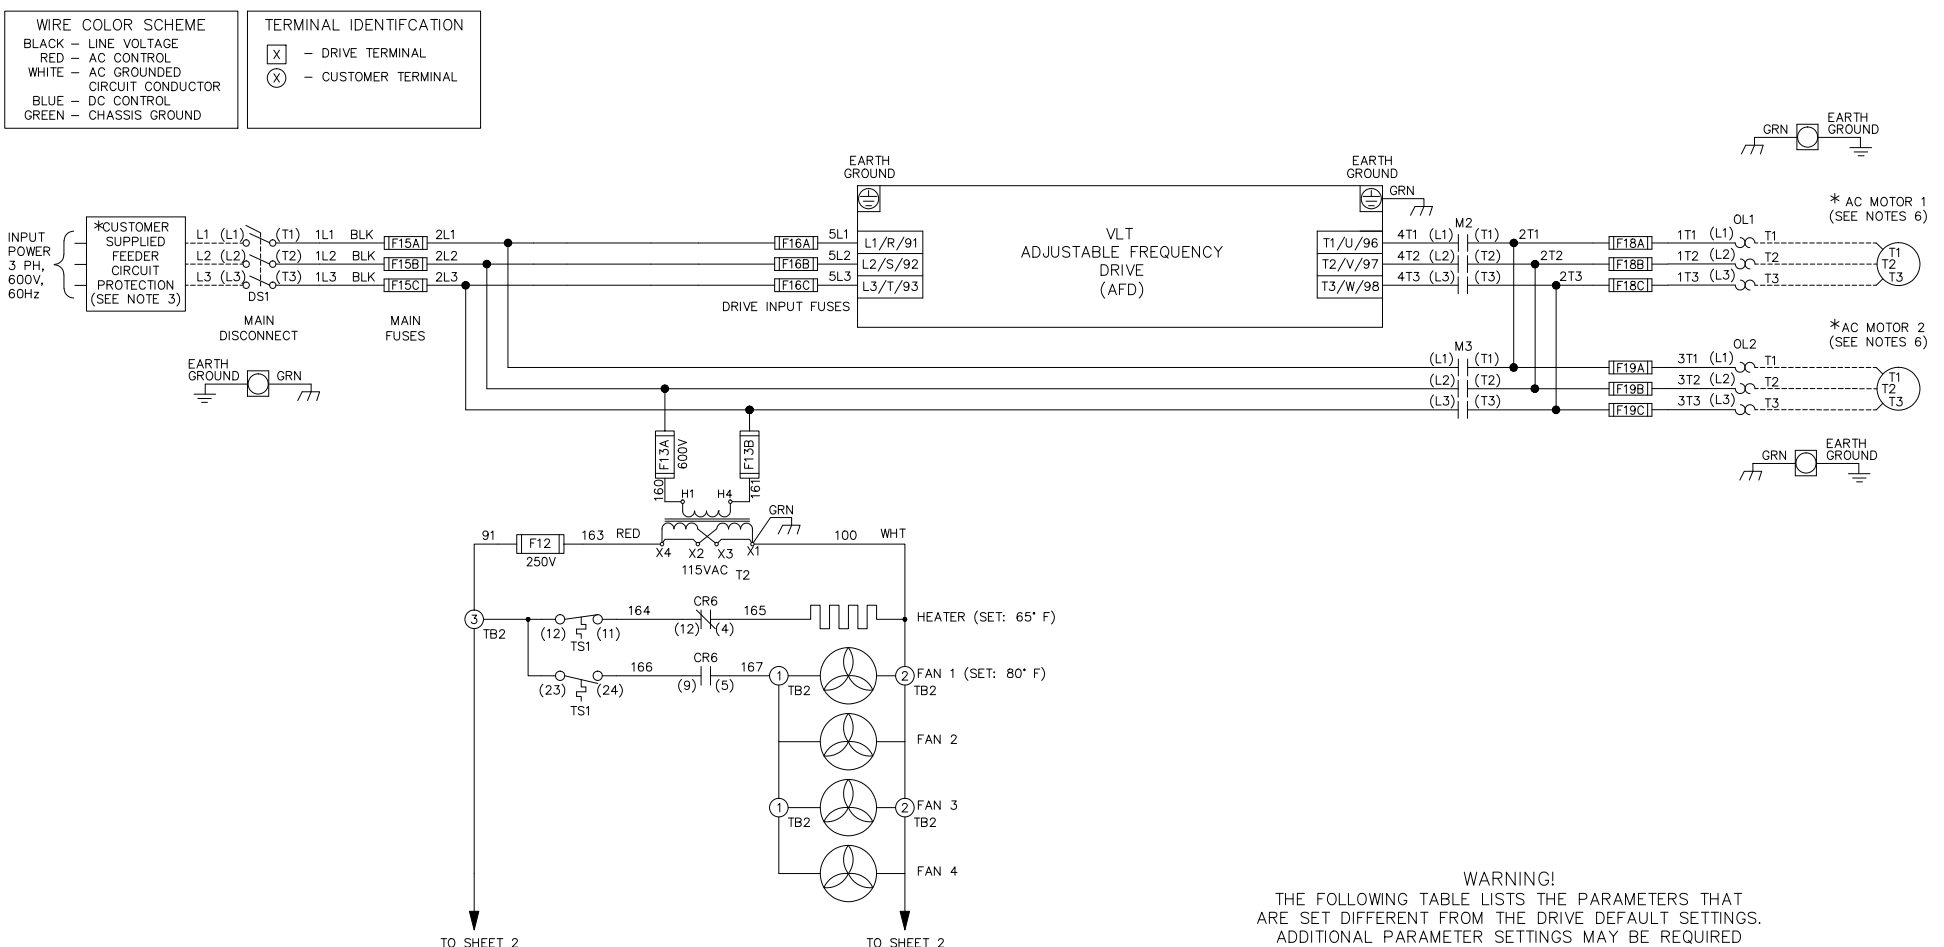 WIRE COLOR SCHEME
BLACK – LINE VOLTAGE
RED – AC CONTROL
WHITE – AC GROUNDED
CIRCUIT CONDUCTOR
BLUE – DC CONTROL
GREEN – CHASSIS GROUND
TERMINAL IDENTIFCATION
X – DRIVE TERMINAL
X – CUSTOMER TERMINAL
EARTH
GRN GROUND
INPUT
POWER
3 PH,
600V,
60Hz
*CUSTOMER
SUPPLIED
FEEDER
CIRCUIT
PROTECTION
(SEE NOTE 3)
L1 (L1) (T1) 1L1 BLK F15A 2L1
L2 (L2) (T2) 1L2 BLK F15B 2L2
L3 (L3) (T3) 1L3 BLK F15C 2L3
DS1
MAIN
DISCONNECT
MAIN
FUSES
EARTH
GROUND GRN
F16A 5L1
F16B 5L2
F16C 5L3
DRIVE INPUT FUSES
EARTH
GROUND
L1/R/91
L2/S/92
L3/T/93
VLT
ADJUSTABLE FREQUENCY
DRIVE
(AFD)
EARTH
GROUND
GRN
T1/U/96
T2/V/97
T3/W/98
M2
4T1 (L1) (T1) 2T1
4T2 (L2) (T2) 2T2
4T3 (L3) (T3) 2T3
OL1
F18A 1T1 (L1) T1
F18B 1T2 (L2) T2
F18C 1T3 (L3) T3
* AC MOTOR 1
(SEE NOTES 6)
T1
T2
T3
M3
(L1) (T1)
(L2) (T2)
(L3) (T3)
OL2
F19A 3T1 (L1) T1
F19B 3T2 (L2) T2
F19C 3T3 (L3) T3
*AC MOTOR 2
(SEE NOTES 6)
T1
T2
T3
EARTH
GRN GROUND
F13A 600V F13B
160 H1 H4 161
GRN
91 F12 163 RED
250V
X4 X2 X3 X1
100 WHT
115VAC T2
3 TB2
(12) (11) 164 CR6 (12) (4) 165
TS1
HEATER (SET: 65° F)
(23) (24) 166 CR6 (9) (5) 167
TS1
1 TB2
2 TB2
FAN 1 (SET: 80° F)
FAN 2
1 TB2
2 TB2
FAN 3
FAN 4
TO SHEET 2
TO SHEET 2
WARNING!
THE FOLLOWING TABLE LISTS THE PARAMETERS THAT
ARE SET DIFFERENT FROM THE DRIVE DEFAULT SETTINGS.
ADDITIONAL PARAMETER SETTINGS MAY BE REQUIRED